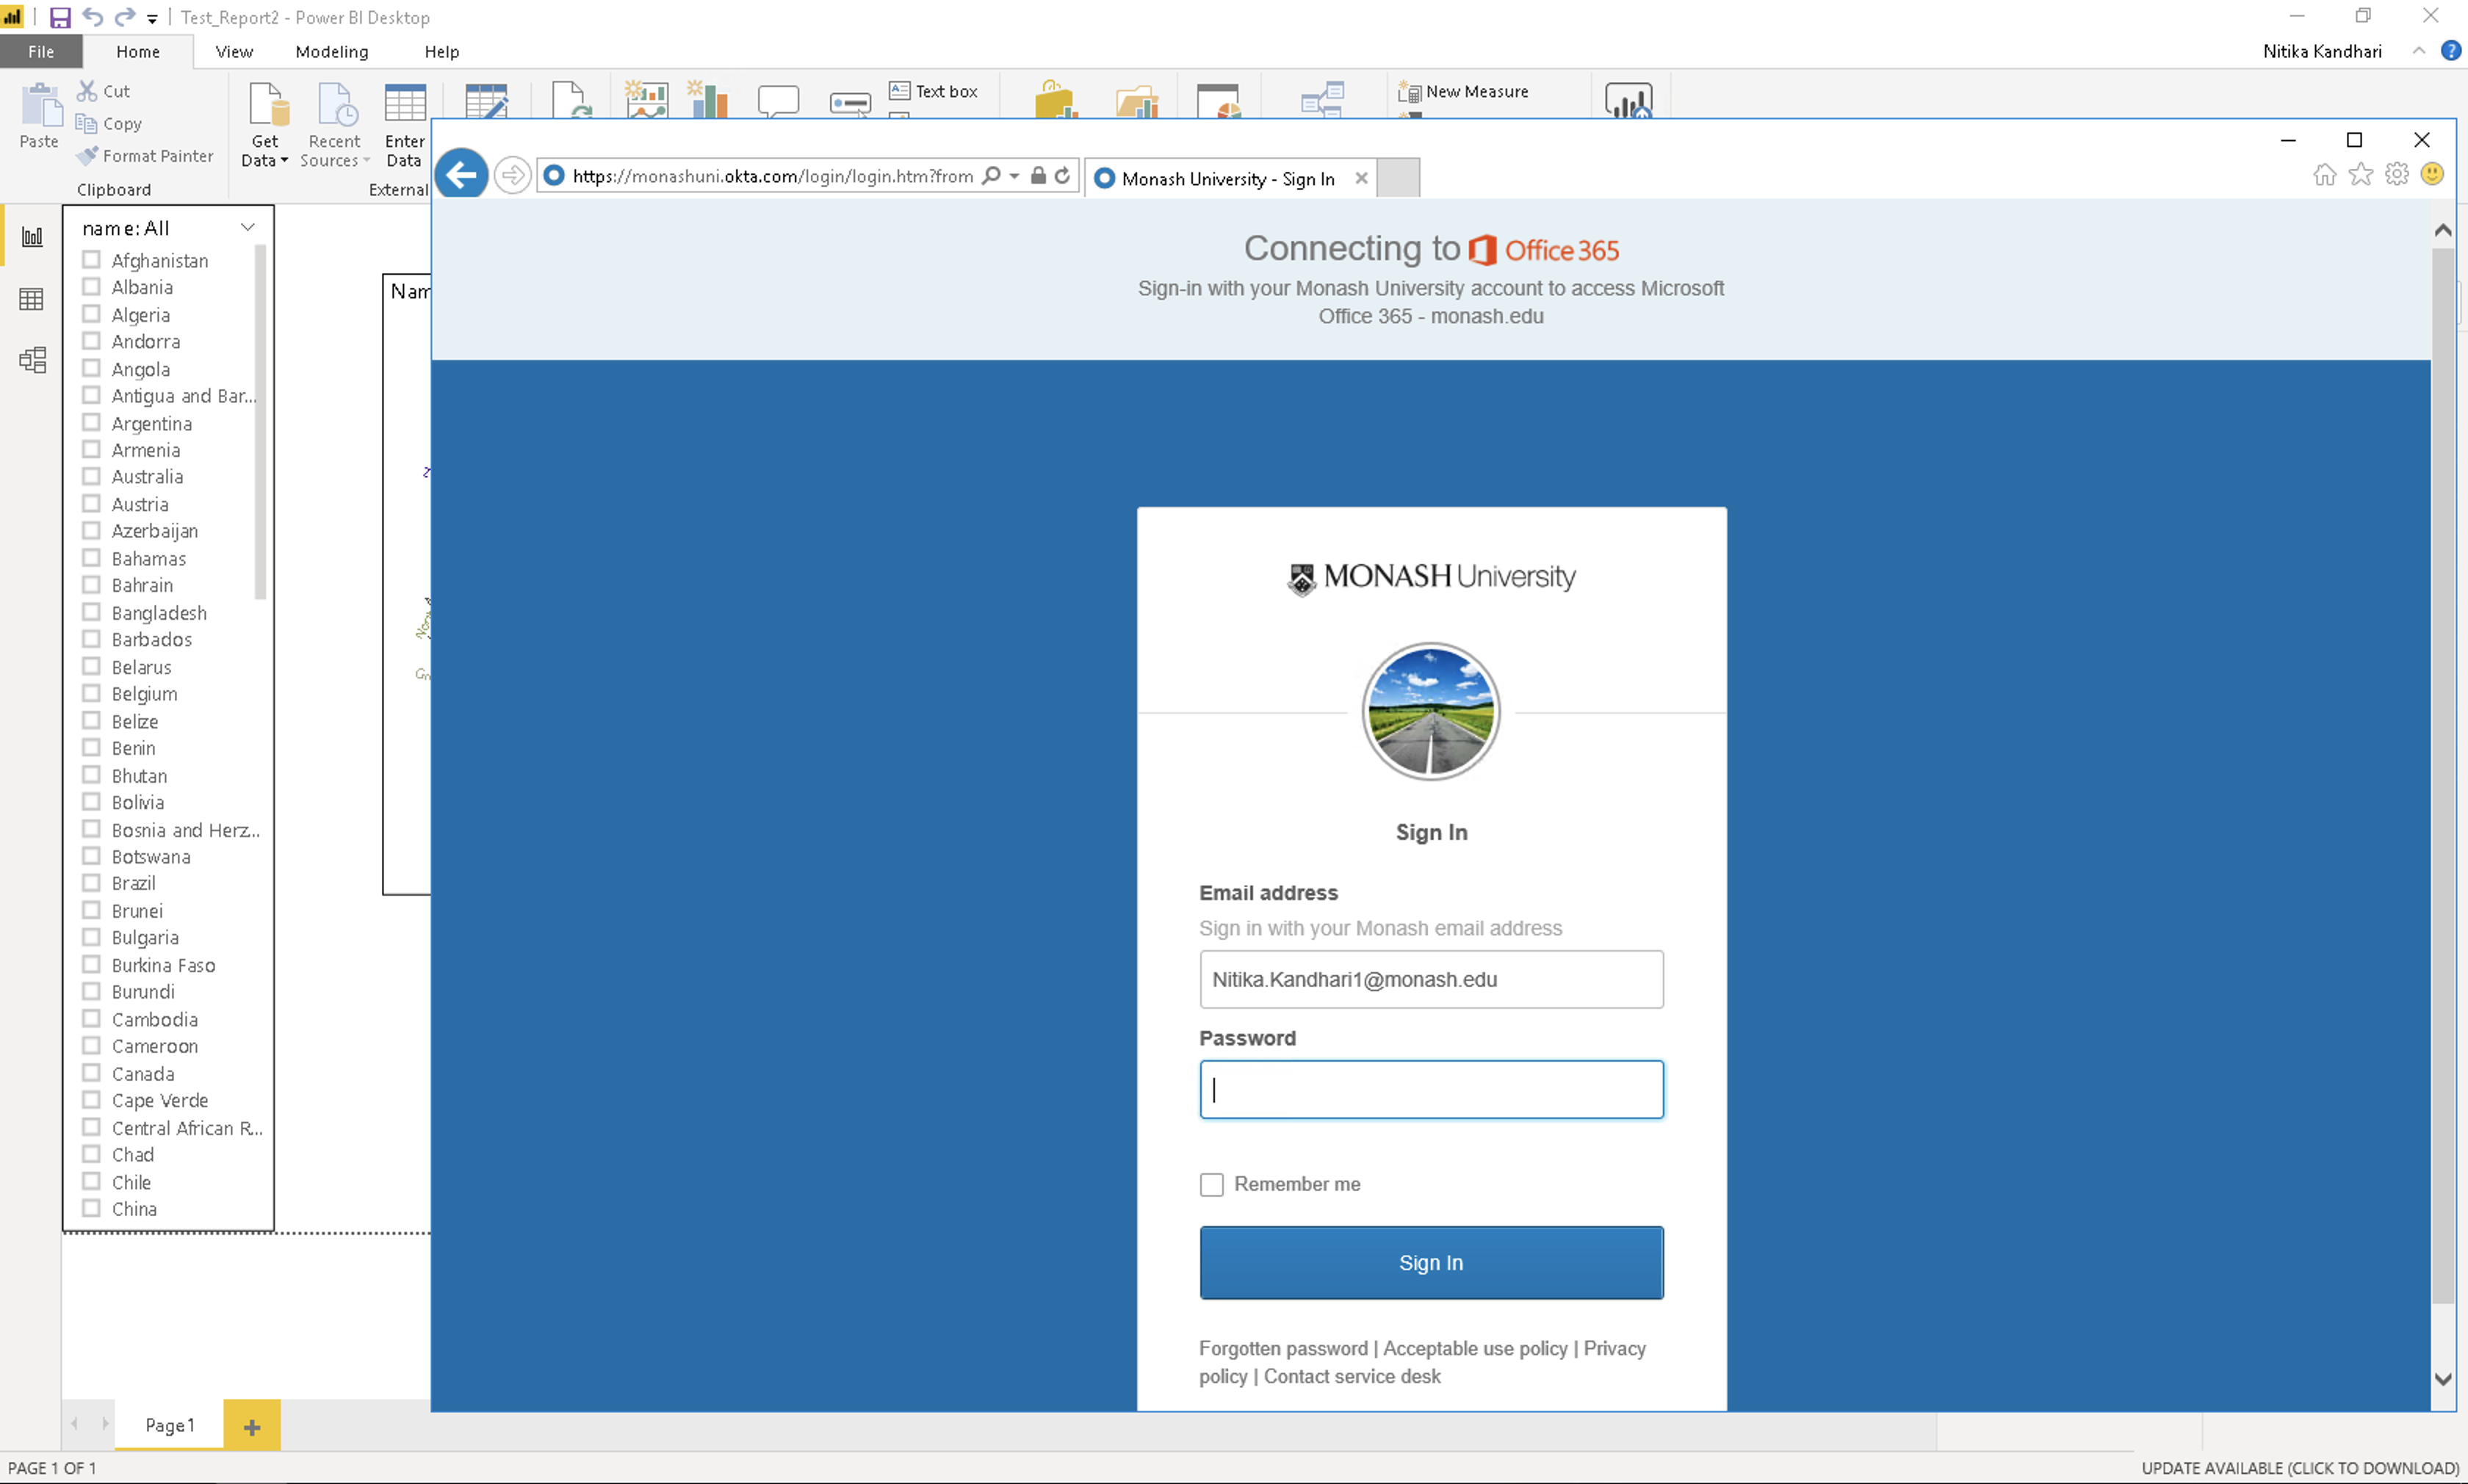 Test_Report2 - Power BI Desktop
File Home View Modeling Help
Nitika Kandhari
Paste
Cut
Copy
Format Painter
Clipboard
Get Data
Recent Sources
Enter Data
External
Text box
New Measure
name: All
Afghanistan
Albania
Algeria
Andorra
Angola
Antigua and Bar...
Argentina
Armenia
Australia
Austria
Azerbaijan
Bahamas
Bahrain
Bangladesh
Barbados
Belarus
Belgium
Belize
Benin
Bhutan
Bolivia
Bosnia and Herz...
Botswana
Brazil
Brunei
Bulgaria
Burkina Faso
Burundi
Cambodia
Cameroon
Canada
Cape Verde
Central African R...
Chad
Chile
China
Nam
https://monashuni.okta.com/login/login.htm?from
Monash University - Sign In
Connecting to Office 365
Sign-in with your Monash University account to access Microsoft
Office 365 - monash.edu
MONASH University
Sign In
Email address
Sign in with your Monash email address
Nitika.Kandhari1@monash.edu
Password
Remember me
Sign In
Forgotten password | Acceptable use policy | Privacy
policy | Contact service desk
Page1
PAGE 1 OF 1
UPDATE AVAILABLE (CLICK TO DOWNLOAD)